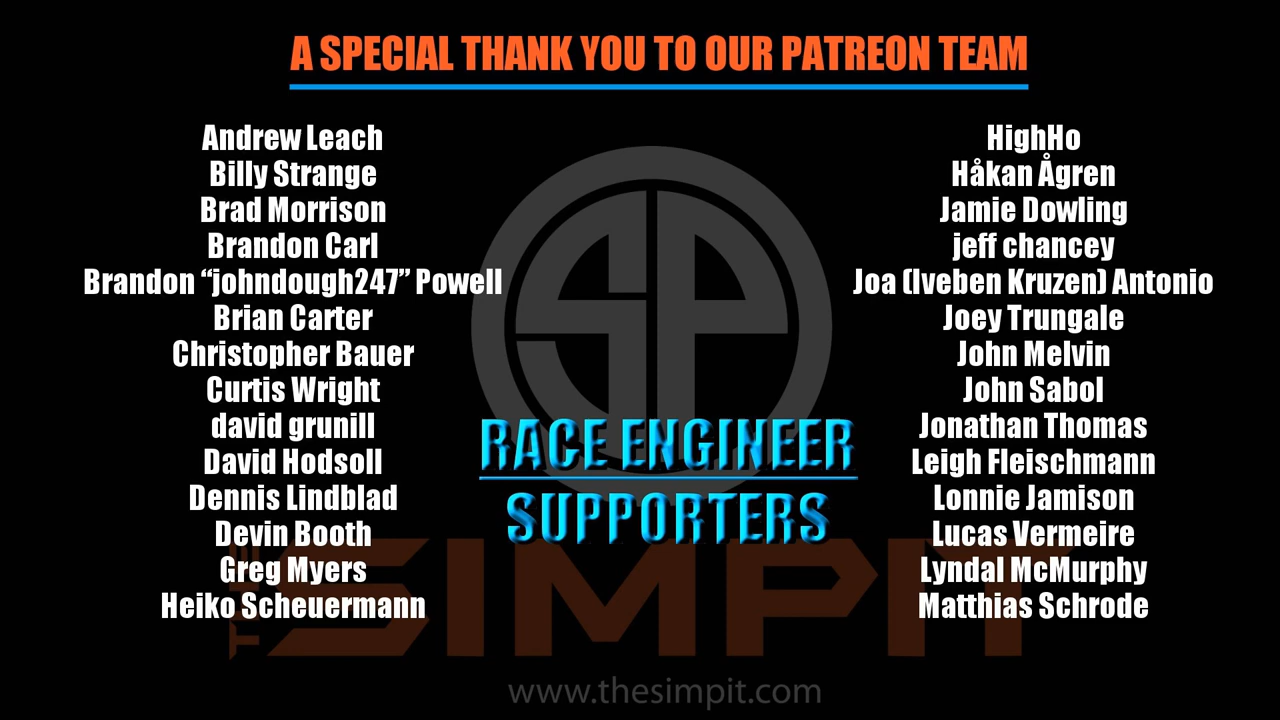 A SPECIAL THANK YOU TO OUR PATREON TEAM
Andrew Leach
Billy Strange
Brad Morrison
Brandon Carl
Brandon “johndough247” Powell
Brian Carter
Christopher Bauer
Curtis Wright
david grunill
David Hodsoll
Dennis Lindblad
Devin Booth
Greg Myers
Heiko Scheuermann
SP
RACE ENGINEER
SUPPORTERS
HighHo
Håkan Ågren
Jamie Dowling
jeff chancey
Joa (Iveben Kruzen) Antonio
Joey Trungale
John Melvin
John Sabol
Jonathan Thomas
Leigh Fleischmann
Lonnie Jamison
Lucas Vermeire
Lyndal McMurphy
Matthias Schrode
THE SIMPIT
www.thesimpit.com